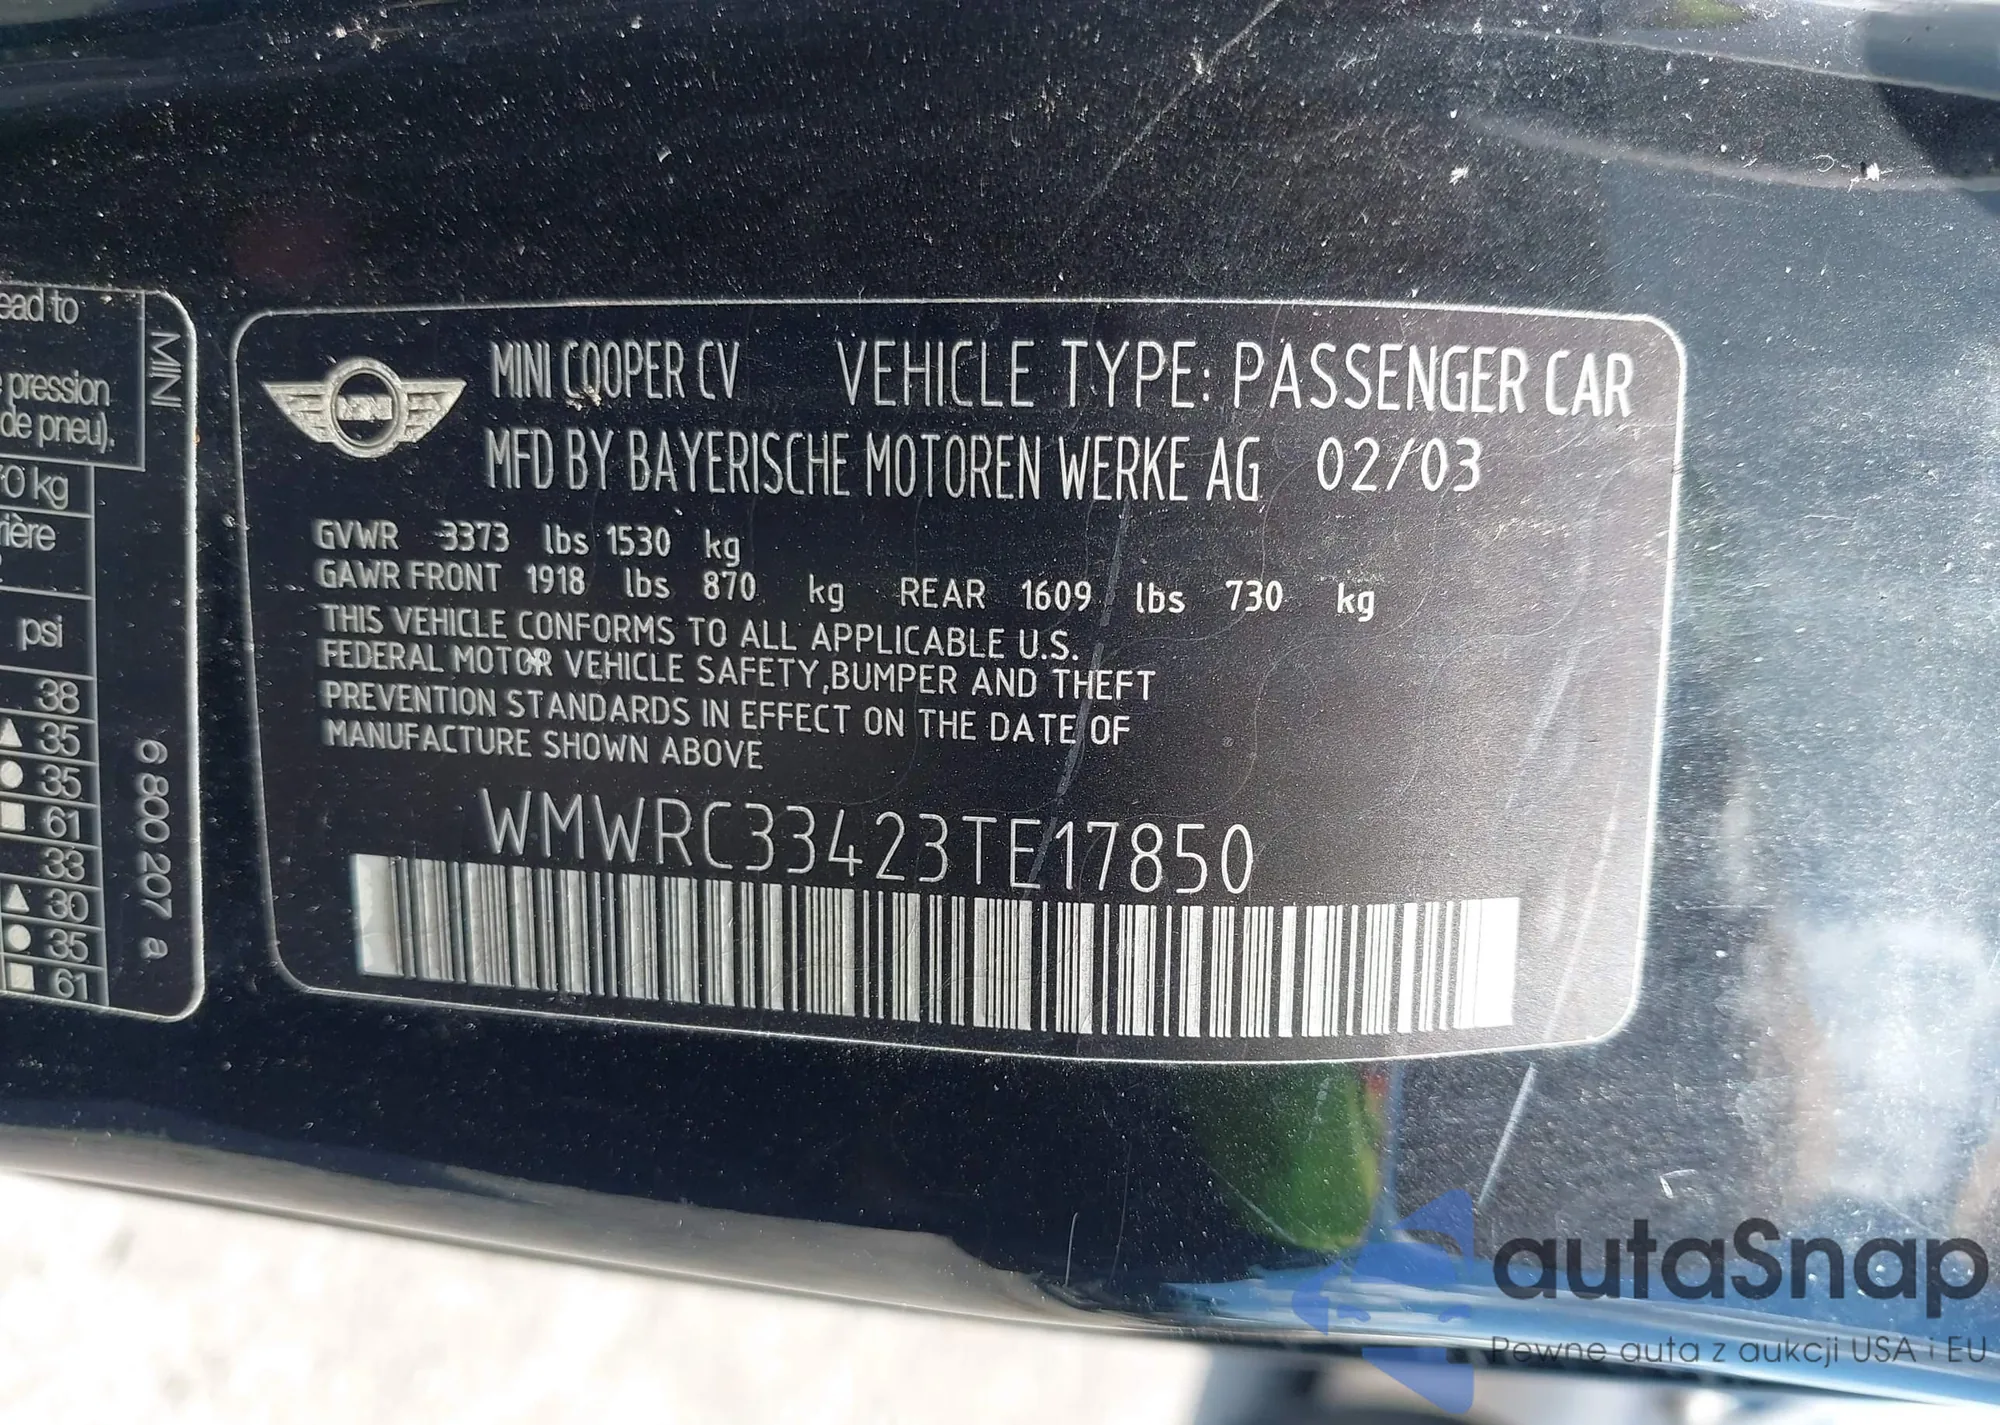 ead to
pression
de pneu).
0 kg
ière
psi
38
35
35
61
33
30
35
61
MINI
6 800 207 a
MINI
MINI COOPER CV VEHICLE TYPE: PASSENGER CAR
MFD BY BAYERISCHE MOTOREN WERKE AG 02/03
GVWR 3373 lbs 1530 kg
GAWR FRONT 1918 lbs 870 kg REAR 1609 lbs 730 kg
THIS VEHICLE CONFORMS TO ALL APPLICABLE U.S.
FEDERAL MOTOR VEHICLE SAFETY,BUMPER AND THEFT
PREVENTION STANDARDS IN EFFECT ON THE DATE OF
MANUFACTURE SHOWN ABOVE
WMWRC33423TE17850
autaSnap
Pewne auta z aukcji USA i EU